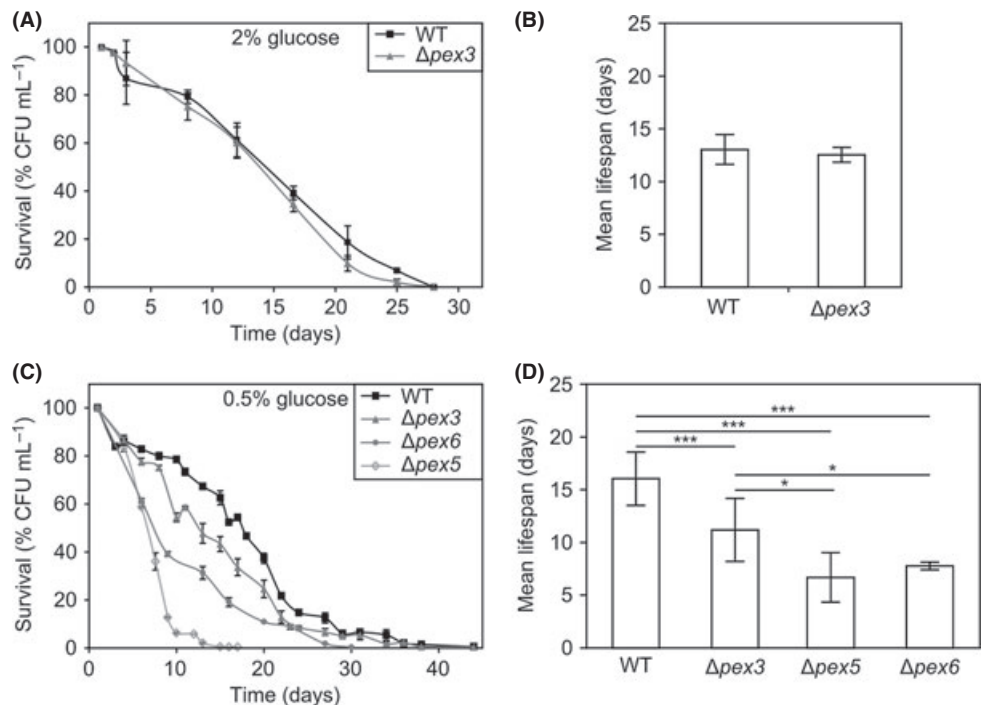 (A)
2% glucose
WT
Δpex3
Survival (% CFU mL⁻¹)
100
80
60
40
20
0
0 5 10 15 20 25 30
Time (days)
(B)
Mean lifespan (days)
25
20
15
10
5
0
WT Δpex3
(C)
0.5% glucose
WT
Δpex3
Δpex6
Δpex5
Survival (% CFU mL⁻¹)
100
80
60
40
20
0
0 10 20 30 40
Time (days)
(D)
Mean lifespan (days)
25
20
15
10
5
0
***
***
***
*
*
WT Δpex3 Δpex5 Δpex6